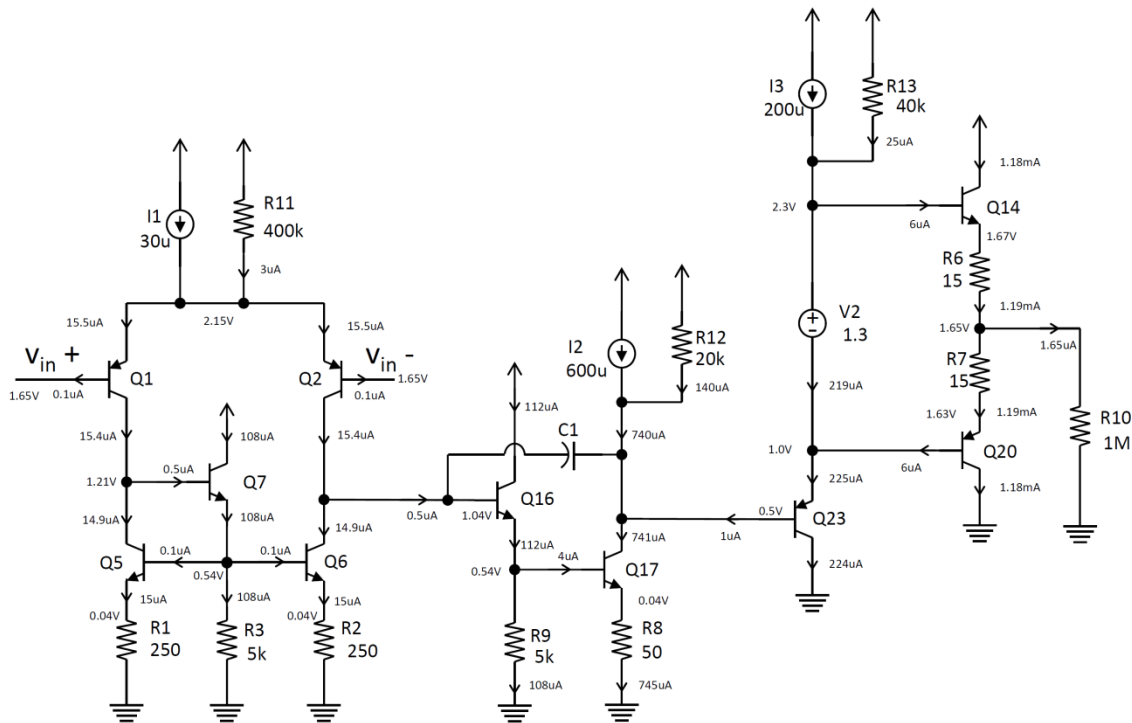 I3
200u
R13
40k
25uA
1.18mA
2.3V
6uA
Q14
1.67V
R6
15
1.19mA
1.65V
1.65uA
V2
1.3
R7
15
219uA
1.63V
1.19mA
R10
1M
1.0V
6uA
Q20
1.18mA
225uA
0.5V
Q23
1uA
224uA
I1
30u
R11
400k
3uA
2.15V
15.5uA
15.5uA
Vin +
Vin -
1.65V
0.1uA
Q1
Q2
0.1uA
1.65V
15.4uA
15.4uA
108uA
1.21V
0.5uA
Q7
14.9uA
108uA
14.9uA
Q5
0.1uA
0.1uA
Q6
0.54V
15uA
108uA
15uA
0.04V
0.04V
R1
250
R3
5k
R2
250
I2
600u
R12
20k
140uA
112uA
C1
740uA
0.5uA
1.04V
Q16
112uA
741uA
4uA
Q17
0.54V
0.04V
R9
5k
R8
50
108uA
745uA